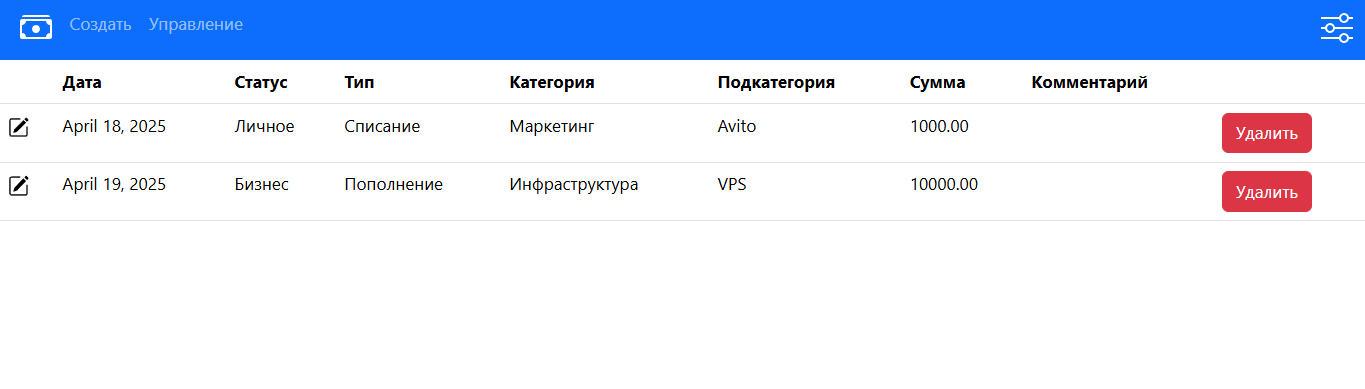 Создать Управление
Дата Статус Тип Категория Подкатегория Сумма Комментарий
April 18, 2025 Личное Списание Маркетинг Avito 1000.00 Удалить
April 19, 2025 Бизнес Пополнение Инфраструктура VPS 10000.00 Удалить